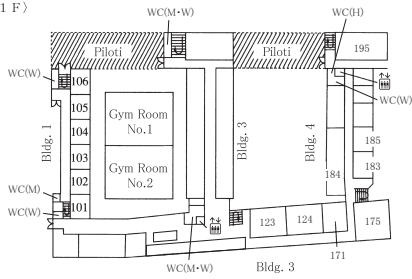 1 F〉
WC(M･W)
WC(H)
Piloti
Piloti
195
WC(W)
106
WC(W)
105
104
Gym Room
No.1
Bldg. 1
Bldg. 3
Bldg. 4
185
103
183
Gym Room
No.2
102
184
WC(M)
101
WC(W)
123
124
175
171
WC(M･W)
Bldg. 3